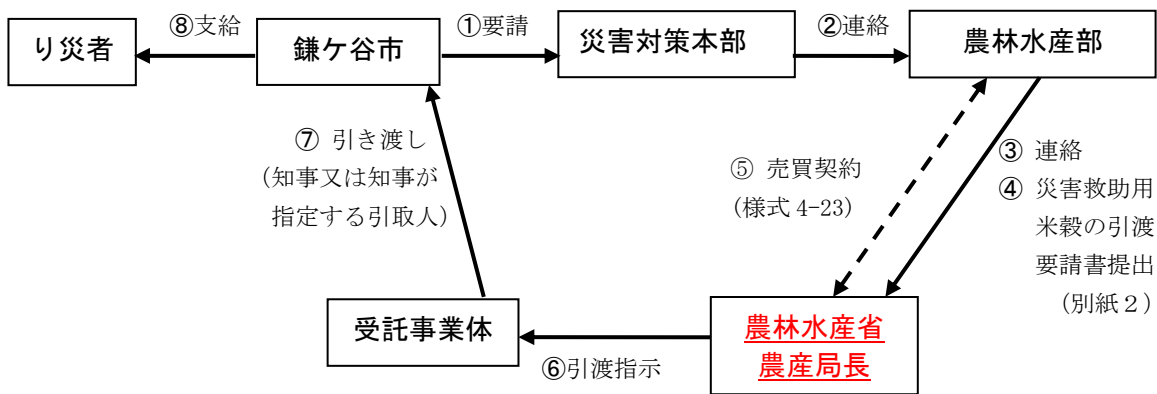 ⑧支給
①要請
②連絡
り災者
鎌ケ谷市
災害対策本部
農林水産部
⑦ 引き渡し
（知事又は知事が
指定する引取人）
⑤ 売買契約
（様式 4-23）
③ 連絡
④ 災害救助用
米穀の引渡
要請書提出
（別紙２）
受託事業体
⑥引渡指示
農林水産省
農産局長